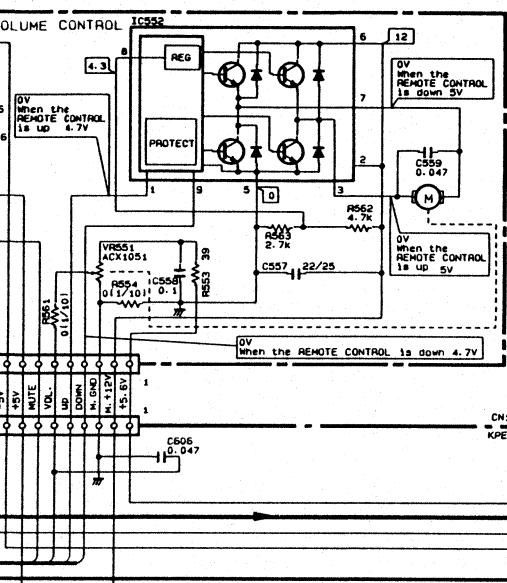 OLUME CONTROL
IC552
8
6
12
REG
4.3
0V
When the
REMOTE CONTROL
is down 5V
7
0V
When the
REMOTE CONTROL
is up 4.7V
6
PROTECT
C559
0.047
2
1
9
5
0
3
M
R562
4.7k
R563
2.7k
0V
When the
REMOTE CONTROL
is up 5V
VR551
ACX1051
39
R553
C557
22/25
C558
0.1
R554
0(1/10)
R561
0(1/10)
0V
When the REMOTE CONTROL is down 4.7V
-5V
+5V
MUTE
VOL.
UP
DOWN
M.GND
M.+12V
+5.6V
1
1
CN
KPE
C606
0.047